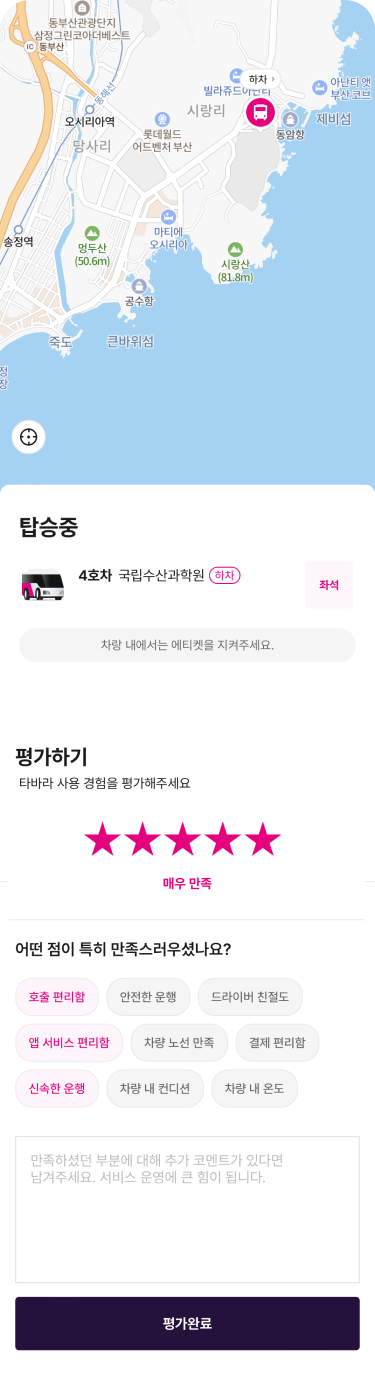 동부산관광단지
삼정그린코아더베스트
IC 동부산
동해선
하차 ›
아난티 앳
부산코브
시랑리
오시리아역
롯데월드
어드벤처 부산
동암항
제비섬
당사리
마티에
오시리아
송정역
멍두산
(50.6m)
시랑산
(81.8m)
공수항
죽도
큰바위섬
탑승중
4호차 국립수산과학원 하차
좌석
차량 내에서는 에티켓을 지켜주세요.
평가하기
타바라 사용 경험을 평가해주세요
매우 만족
어떤 점이 특히 만족스러우셨나요?
호출 편리함 안전한 운행 드라이버 친절도
앱 서비스 편리함 차량 노선 만족 결제 편리함
신속한 운행 차량 내 컨디션 차량 내 온도
만족하셨던 부분에 대해 추가 코멘트가 있다면
남겨주세요. 서비스 운영에 큰 힘이 됩니다.
평가완료